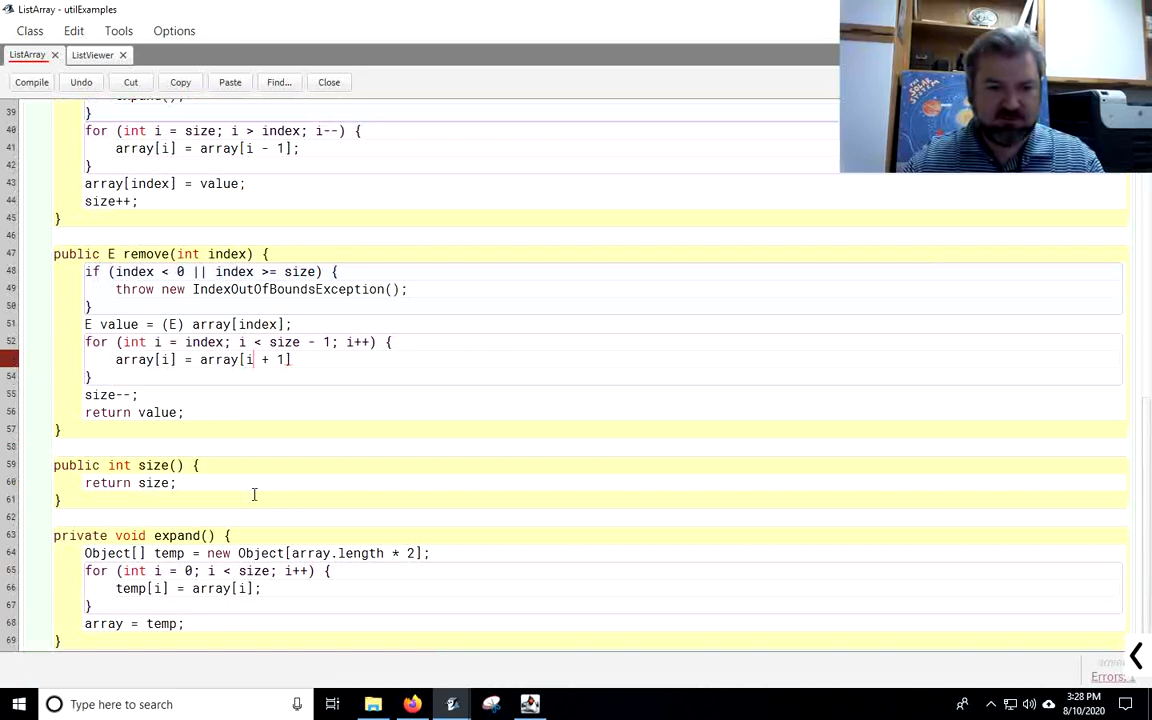 ListArray - utilExamples
Class Edit Tools Options
ListArray ListViewer
Compile Undo Cut Copy Paste Find... Close
39 }
40 for (int i = size; i > index; i--) {
41 array[i] = array[i - 1];
42 }
43 array[index] = value;
44 size++;
45 }
46
47 public E remove(int index) {
48 if (index < 0 || index >= size) {
49 throw new IndexOutOfBoundsException();
50 }
51 E value = (E) array[index];
52 for (int i = index; i < size - 1; i++) {
array[i] = array[i + 1]
54 }
55 size--;
56 return value;
57 }
58
59 public int size() {
60 return size;
61 }
62
63 private void expand() {
64 Object[] temp = new Object[array.length * 2];
65 for (int i = 0; i < size; i++) {
66 temp[i] = array[i];
67 }
68 array = temp;
69 }
THE SOLAR SYSTEM
Errors:
Type here to search
3:28 PM
8/10/2020